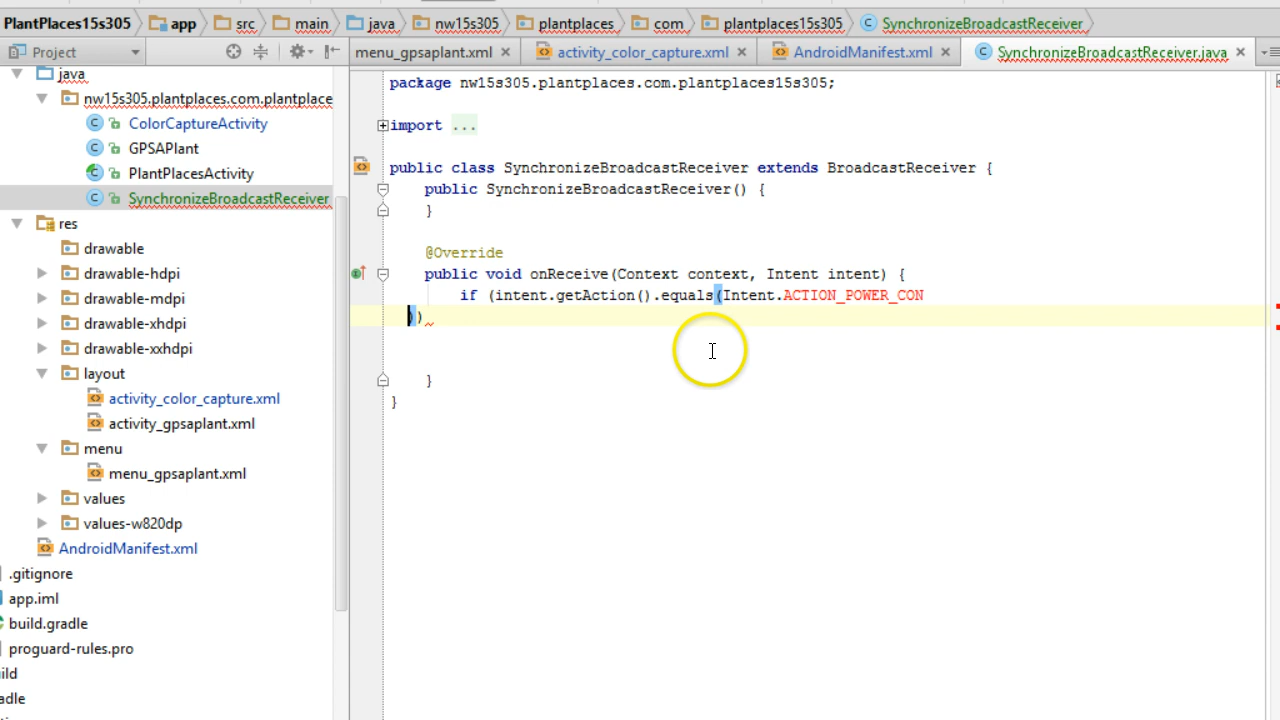 PlantPlaces15s305 app src main java nw15s305 plantplaces com plantplaces15s305 SynchronizeBroadcastReceiver
Project menu_gpsaplant.xml activity_color_capture.xml AndroidManifest.xml SynchronizeBroadcastReceiver.java
java
nw15s305.plantplaces.com.plantplace
ColorCaptureActivity
GPSAPlant
PlantPlacesActivity
SynchronizeBroadcastReceiver
res
drawable
drawable-hdpi
drawable-mdpi
drawable-xhdpi
drawable-xxhdpi
layout
activity_color_capture.xml
activity_gpsaplant.xml
menu
menu_gpsaplant.xml
values
values-w820dp
AndroidManifest.xml
.gitignore
app.iml
build.gradle
proguard-rules.pro
ild
adle
package nw15s305.plantplaces.com.plantplaces15s305;
import ...
public class SynchronizeBroadcastReceiver extends BroadcastReceiver {
public SynchronizeBroadcastReceiver() {
}
@Override
public void onReceive(Context context, Intent intent) {
if (intent.getAction().equals(Intent.ACTION_POWER_CON
))
}
}